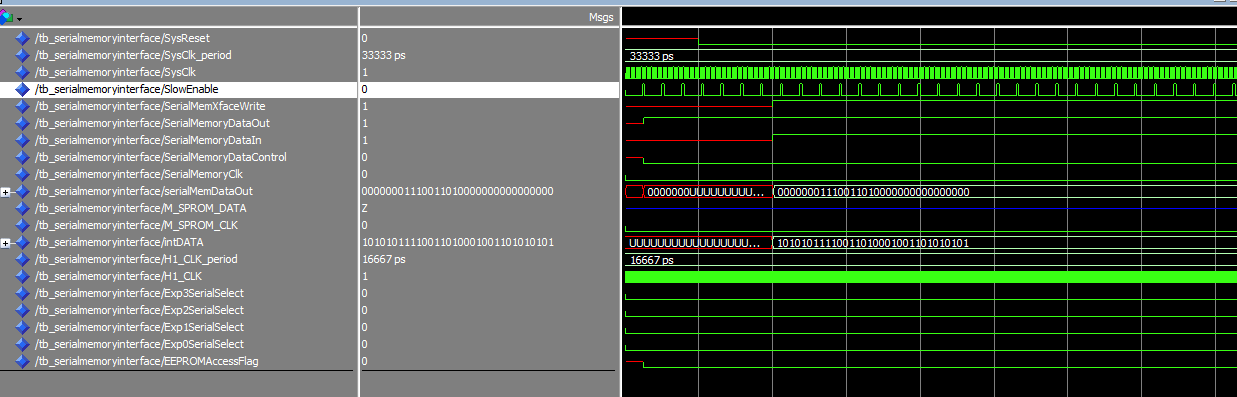 Msgs
/tb_serialmemoryinterface/SysReset 0
/tb_serialmemoryinterface/SysClk_period 33333 ps 33333 ps
/tb_serialmemoryinterface/SysClk 1
/tb_serialmemoryinterface/SlowEnable 0
/tb_serialmemoryinterface/SerialMemXfaceWrite 1
/tb_serialmemoryinterface/SerialMemoryDataOut 1
/tb_serialmemoryinterface/SerialMemoryDataIn 1
/tb_serialmemoryinterface/SerialMemoryDataControl 0
/tb_serialmemoryinterface/SerialMemoryClk 0
/tb_serialmemoryinterface/serialMemDataOut 00000001110011010000000000000000 0000000UUUUUUUUU... 00000001110011010000000000000000
/tb_serialmemoryinterface/M_SPROM_DATA Z
/tb_serialmemoryinterface/M_SPROM_CLK 0
/tb_serialmemoryinterface/intDATA 10101011110011010001001101010101 UUUUUUUUUUUUUUUUU... 10101011110011010001001101010101
/tb_serialmemoryinterface/H1_CLK_period 16667 ps 16667 ps
/tb_serialmemoryinterface/H1_CLK 1
/tb_serialmemoryinterface/Exp3SerialSelect 0
/tb_serialmemoryinterface/Exp2SerialSelect 0
/tb_serialmemoryinterface/Exp1SerialSelect 0
/tb_serialmemoryinterface/Exp0SerialSelect 0
/tb_serialmemoryinterface/EEPROMAccessFlag 0